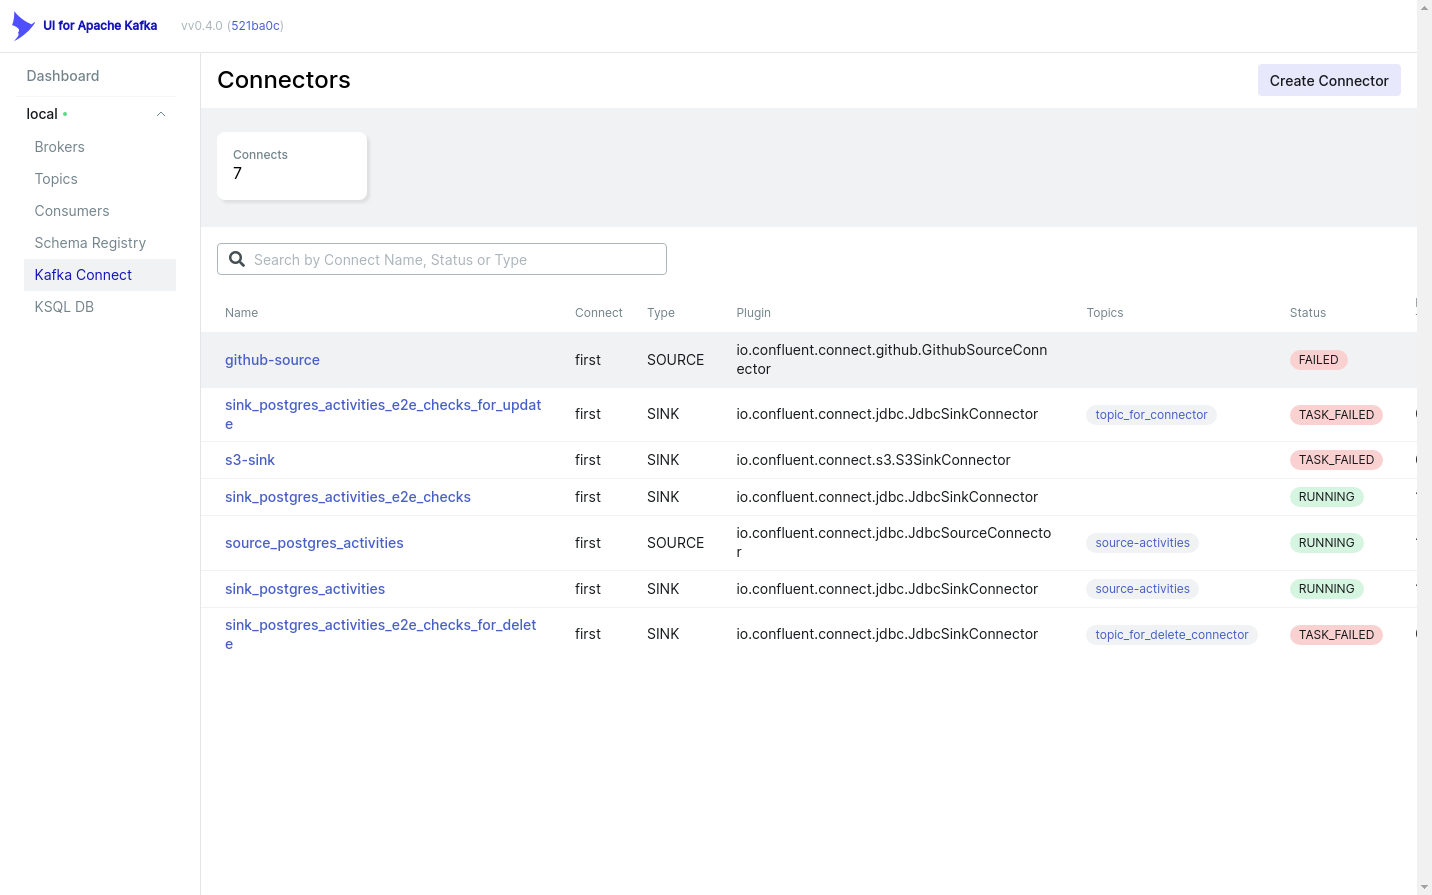 UI for Apache Kafka
vv0.4.0 (521ba0c)
Dashboard
local
Brokers
Topics
Consumers
Schema Registry
Kafka Connect
KSQL DB
Connectors
Create Connector
Connects
7
Search by Connect Name, Status or Type
Name Connect Type Plugin Topics Status
github-source first SOURCE io.confluent.connect.github.GithubSourceConn
ector FAILED
sink_postgres_activities_e2e_checks_for_updat
e first SINK io.confluent.connect.jdbc.JdbcSinkConnector topic_for_connector TASK_FAILED
s3-sink first SINK io.confluent.connect.s3.S3SinkConnector TASK_FAILED
sink_postgres_activities_e2e_checks first SINK io.confluent.connect.jdbc.JdbcSinkConnector RUNNING
source_postgres_activities first SOURCE io.confluent.connect.jdbc.JdbcSourceConnecto
r source-activities RUNNING
sink_postgres_activities first SINK io.confluent.connect.jdbc.JdbcSinkConnector source-activities RUNNING
sink_postgres_activities_e2e_checks_for_delet
e first SINK io.confluent.connect.jdbc.JdbcSinkConnector topic_for_delete_connector TASK_FAILED